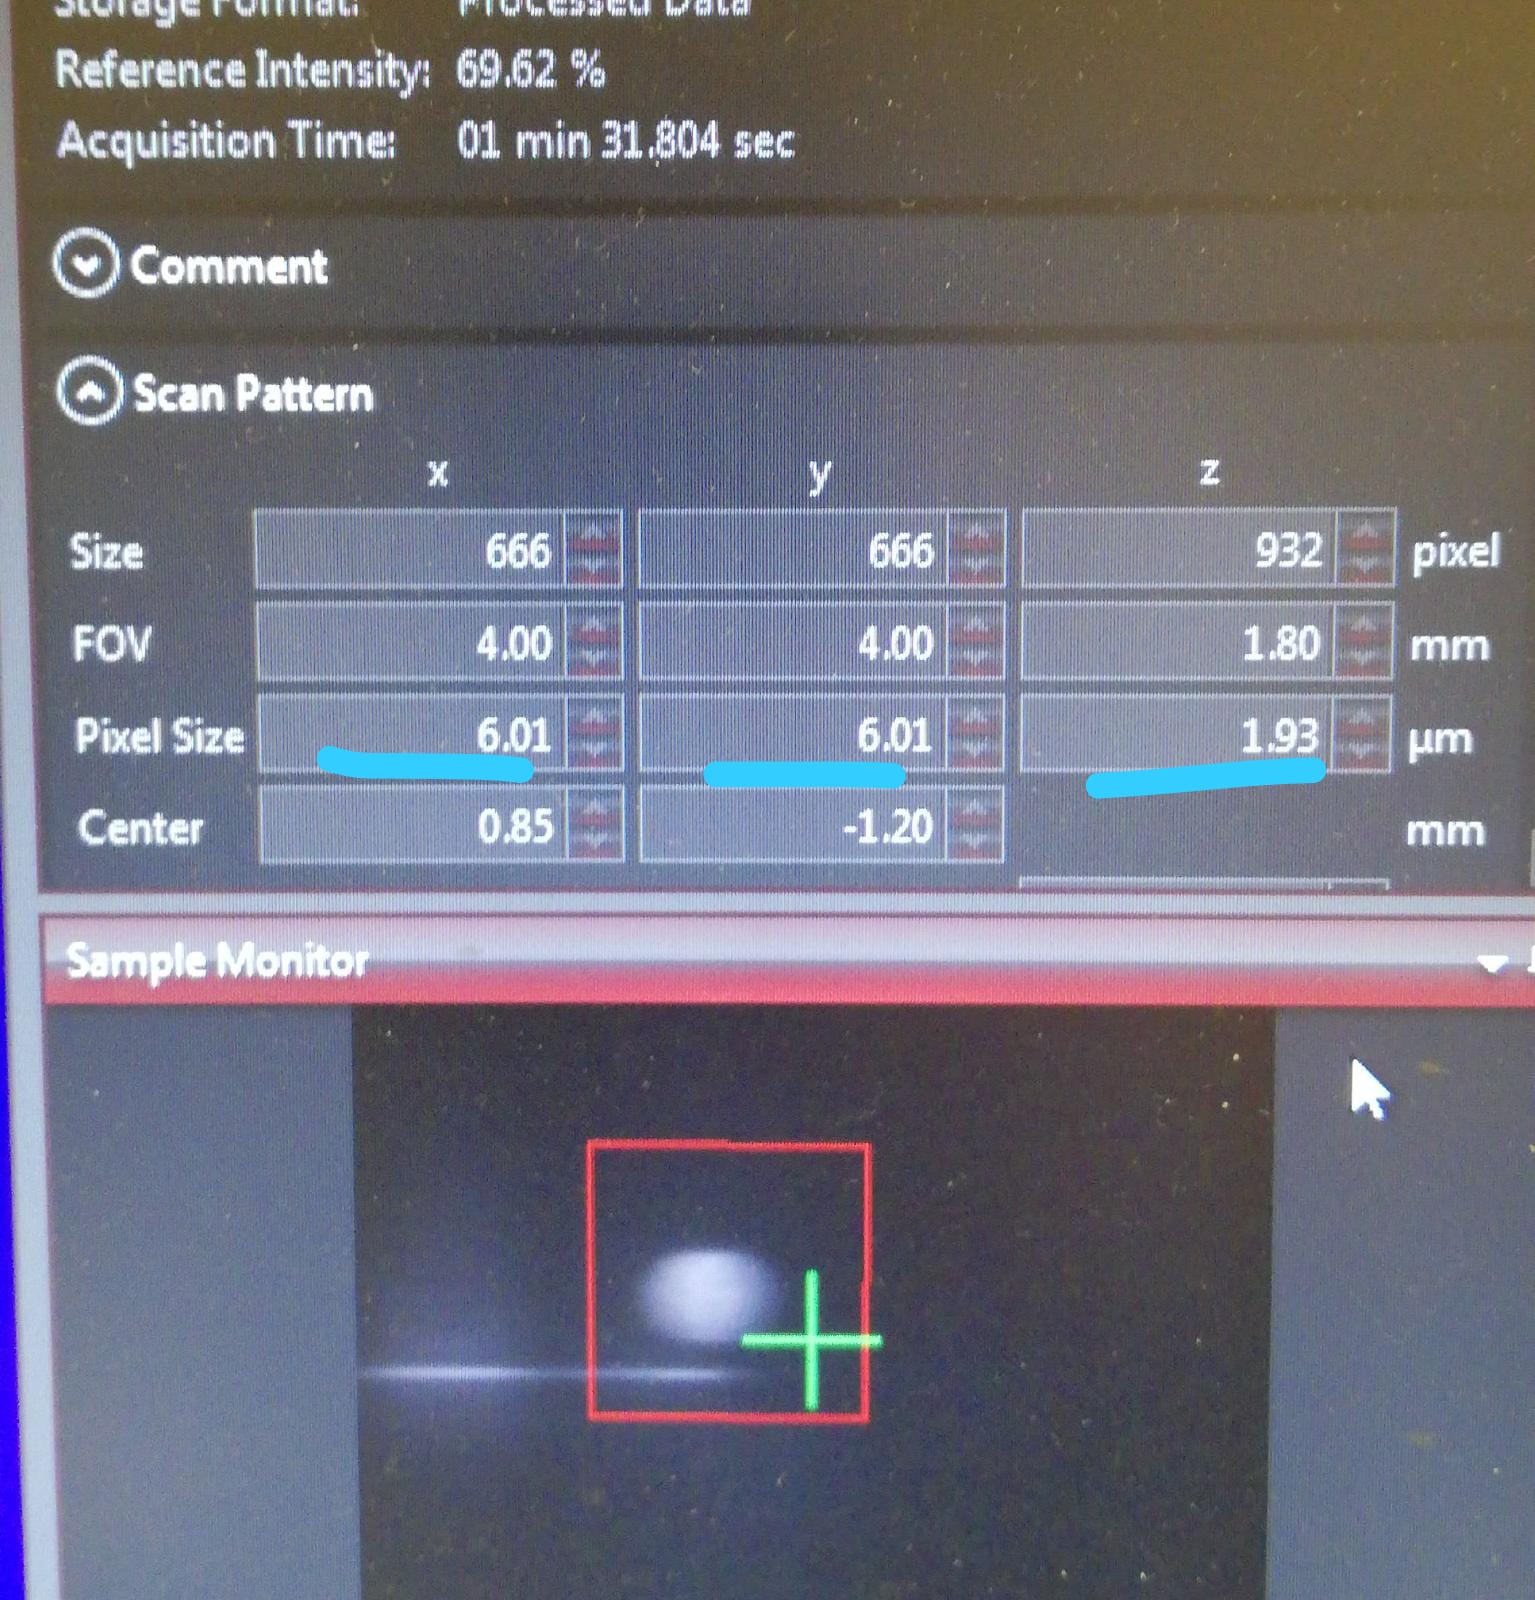 Storage Format: Processed Data
Reference Intensity: 69.62 %
Acquisition Time: 01 min 31.804 sec
Comment
Scan Pattern
x y z
Size 666 666 932 pixel
FOV 4.00 4.00 1.80 mm
Pixel Size 6.01 6.01 1.93 µm
Center 0.85 -1.20 mm
Sample Monitor